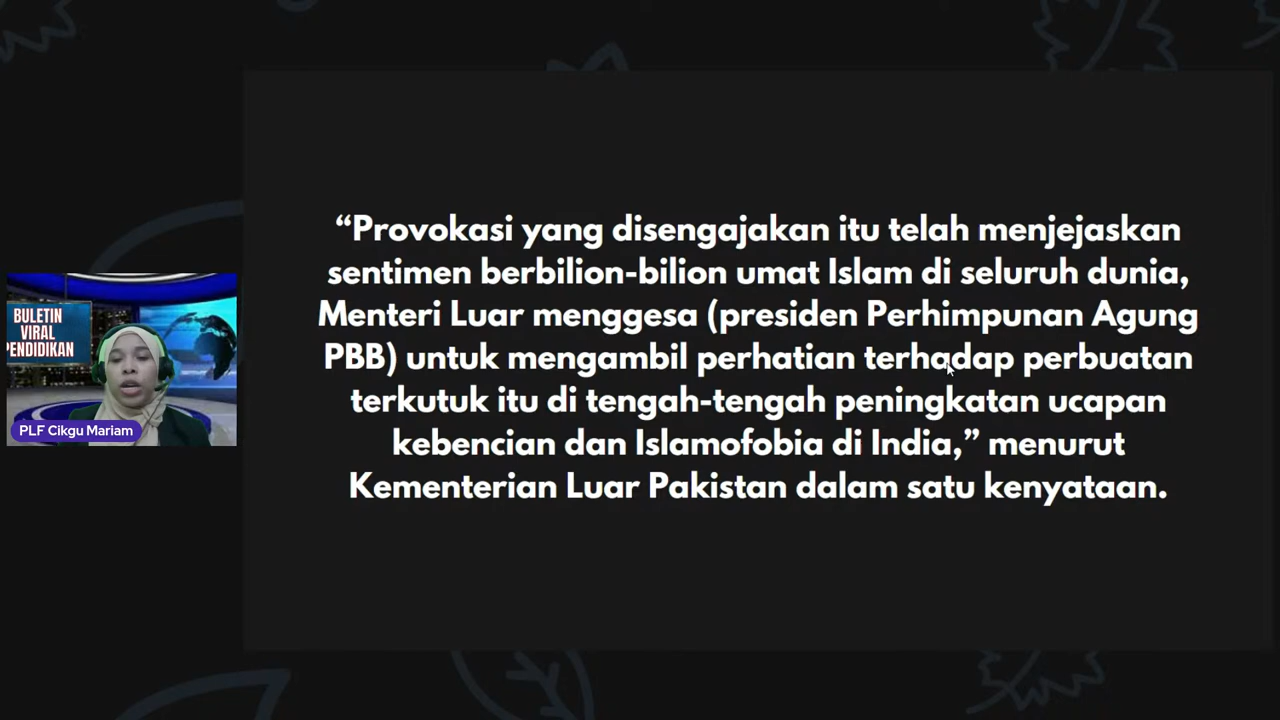 BULETIN
VIRAL
PENDIDIKAN
PLF Cikgu Mariam
“Provokasi yang disengajakan itu telah menjejaskan
sentimen berbilion-bilion umat Islam di seluruh dunia,
Menteri Luar menggesa (presiden Perhimpunan Agung
PBB) untuk mengambil perhatian terhadap perbuatan
terkutuk itu di tengah-tengah peningkatan ucapan
kebencian dan Islamofobia di India,” menurut
Kementerian Luar Pakistan dalam satu kenyataan.